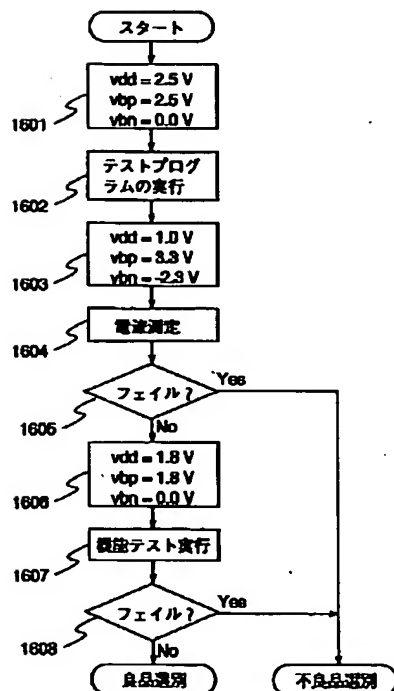 スタート
vdd = 2.5 V
vbp = 2.5 V
vbn = 0.0 V
1601
テストプログ
ラムの実行
1602
vdd = 1.0 V
vbp = 3.3 V
vbn = -2.3 V
1603
電流測定
1604
フェイル?
Yes
1605
No
vdd = 1.8 V
vbp = 1.8 V
vbn = 0.0 V
1606
機能テスト実行
1607
フェイル?
Yes
1608
No
良品選別
不良品選別